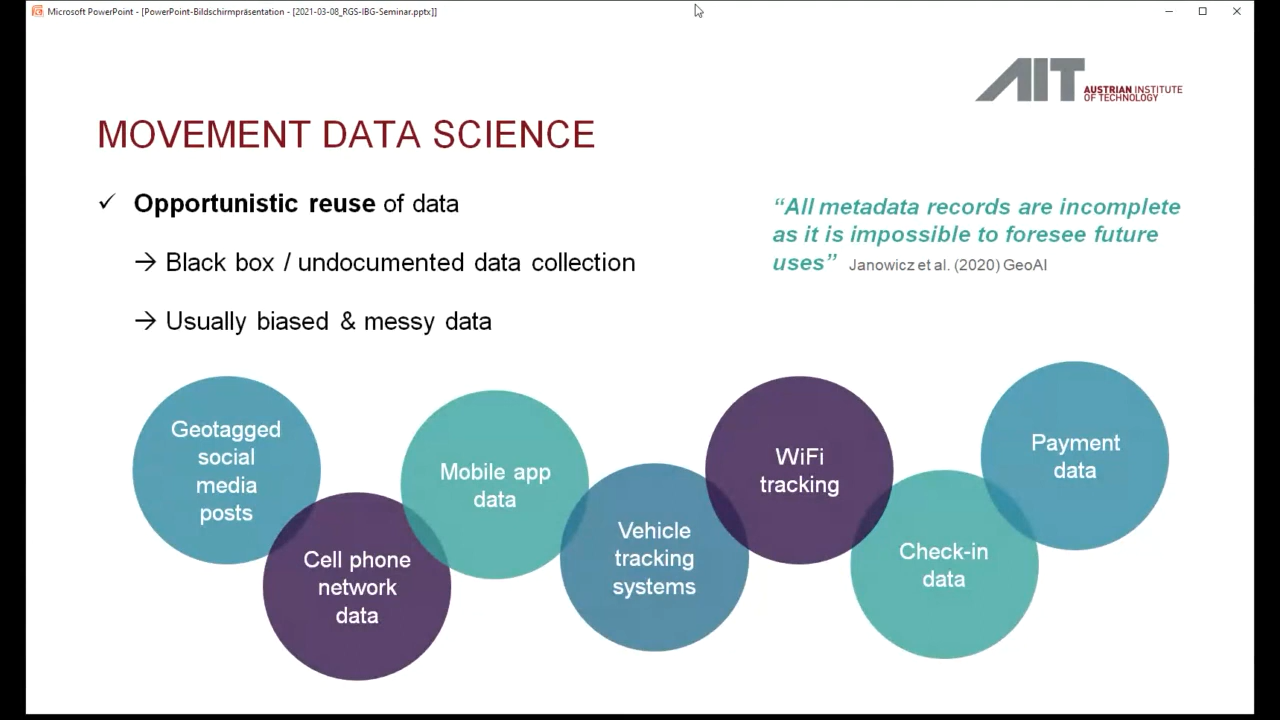 Microsoft PowerPoint - [PowerPoint-Bildschirmpräsentation - [2021-03-08_RGS-IBG-Seminar.pptx]]
AIT AUSTRIAN INSTITUTE
OF TECHNOLOGY
MOVEMENT DATA SCIENCE
✓ Opportunistic reuse of data
→ Black box / undocumented data collection
→ Usually biased & messy data
“All metadata records are incomplete
as it is impossible to foresee future
uses” Janowicz et al. (2020) GeoAI
Geotagged
social
media
posts
Cell phone
network
data
Mobile app
data
Vehicle
tracking
systems
WiFi
tracking
Check-in
data
Payment
data